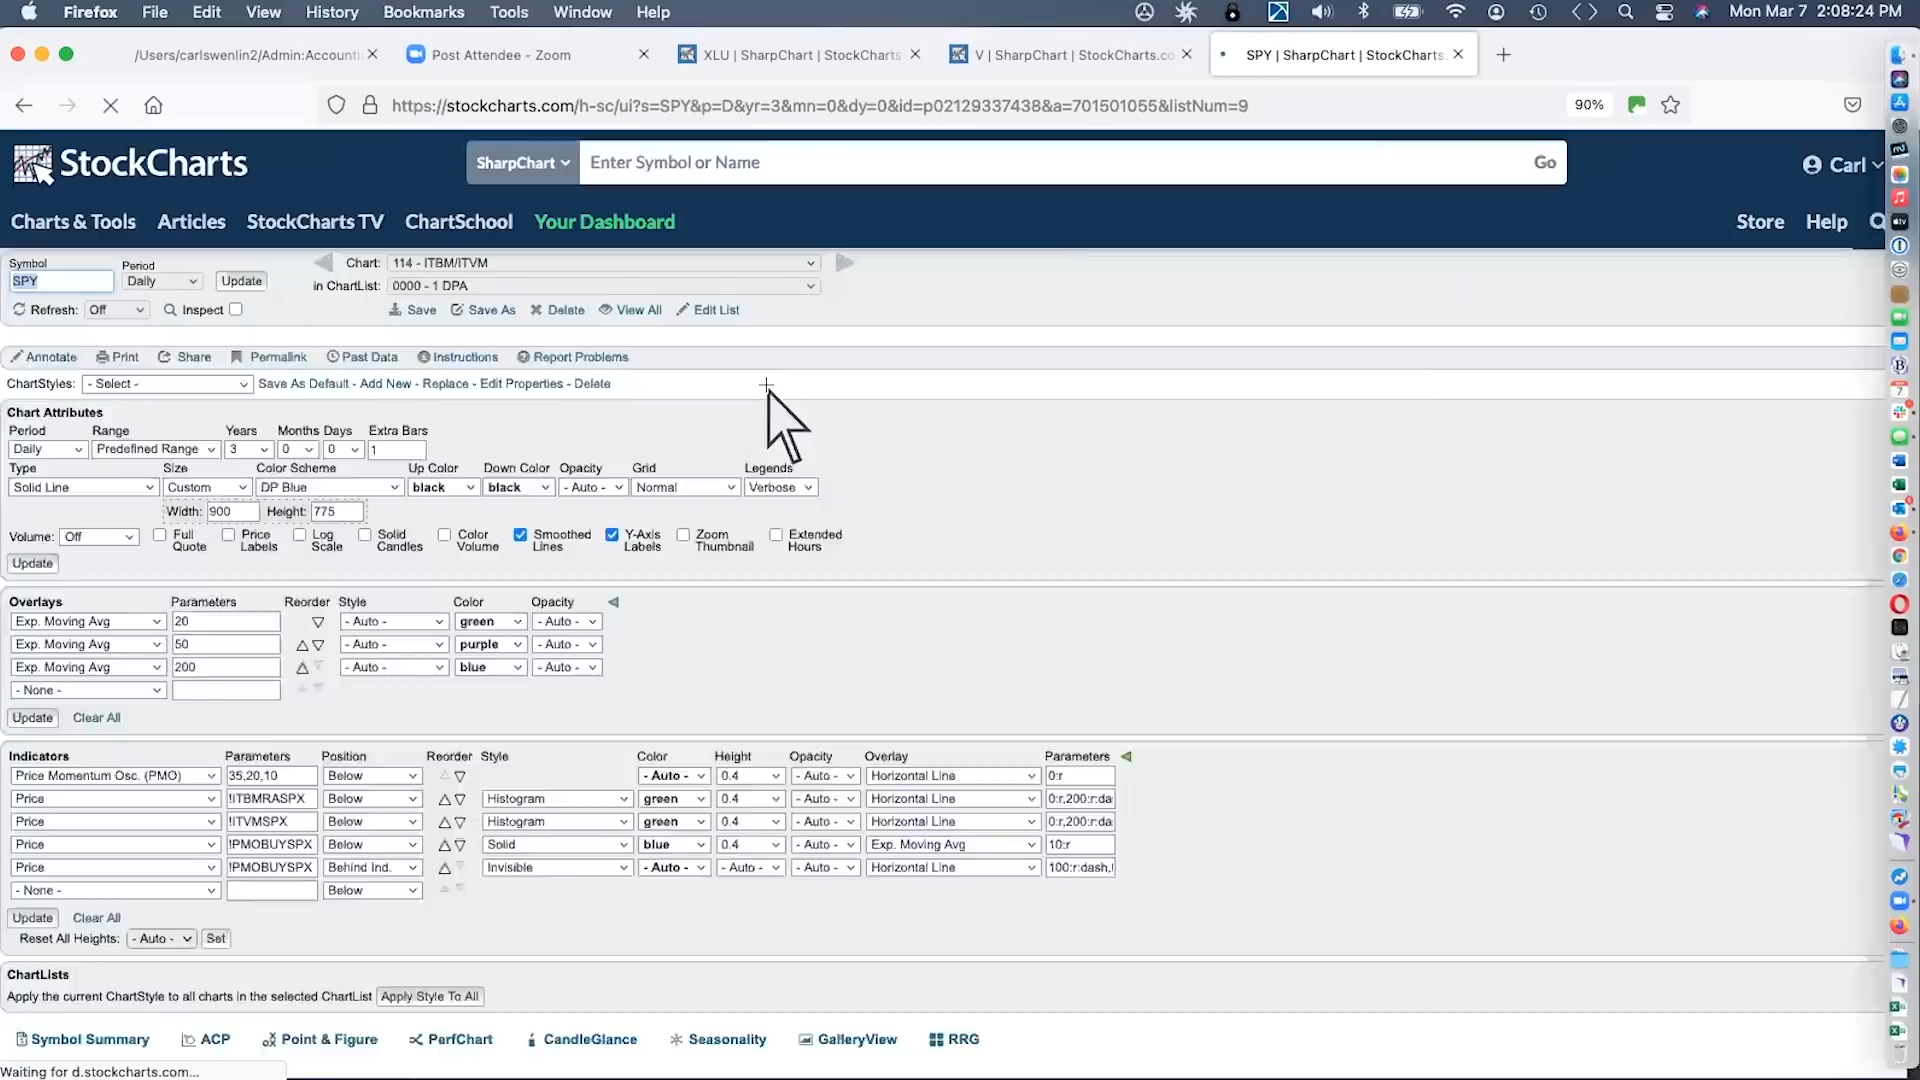 Firefox File Edit View History Bookmarks Tools Window Help Mon Mar 7 2:08:24 PM
/Users/carlswenlin2/Admin:Accounti Post Attendee - Zoom XLU | SharpChart | StockCharts V | SharpChart | StockCharts.co SPY | SharpChart | StockCharts.
https://stockcharts.com/h-sc/ui?s=SPY&p=D&yr=3&mn=0&dy=0&id=p02129337438&a=701501055&listNum=9 90%
StockCharts SharpChart Enter Symbol or Name Go Carl
Charts & Tools Articles StockCharts TV ChartSchool Your Dashboard Store Help
Symbol Period Chart: 114 - ITBM/ITVM
SPY Daily Update in ChartList: 0000 - 1 DPA
Refresh: Off Inspect Save Save As Delete View All Edit List
Annotate Print Share Permalink Past Data Instructions Report Problems
ChartStyles: - Select - Save As Default - Add New - Replace - Edit Properties - Delete
Chart Attributes
Period Range Years Months Days Extra Bars
Daily Predefined Range 3 0 0 1
Type Size Color Scheme Up Color Down Color Opacity Grid Legends
Solid Line Custom DP Blue black black - Auto - Normal Verbose
Width: 900 Height: 775
Volume: Off Full Quote Price Labels Log Scale Solid Candles Color Volume Smoothed Lines Y-Axis Labels Zoom Thumbnail Extended Hours
Update
Overlays Parameters Reorder Style Color Opacity
Exp. Moving Avg 20 - Auto - green - Auto -
Exp. Moving Avg 50 - Auto - purple - Auto -
Exp. Moving Avg 200 - Auto - blue - Auto -
- None -
Update Clear All
Indicators Parameters Position Reorder Style Color Height Opacity Overlay Parameters
Price Momentum Osc. (PMO) 35,20,10 Below - Auto - 0.4 - Auto - Horizontal Line 0:r
Price !ITBMRASPX Below Histogram green 0.4 - Auto - Horizontal Line 0:r,200:r:da
Price !ITVMSPX Below Histogram green 0.4 - Auto - Horizontal Line 0:r,200:r:da
Price !PMOBUYSPX Below Solid blue 0.4 - Auto - Exp. Moving Avg 10:r
Price !PMOBUYSPX Behind Ind. Invisible - Auto - - Auto - - Auto - Horizontal Line 100:r:dash,
- None - Below
Update Clear All
Reset All Heights: - Auto - Set
ChartLists
Apply the current ChartStyle to all charts in the selected ChartList Apply Style To All
Symbol Summary ACP Point & Figure PerfChart CandleGlance Seasonality GalleryView RRG
Waiting for d.stockcharts.com...